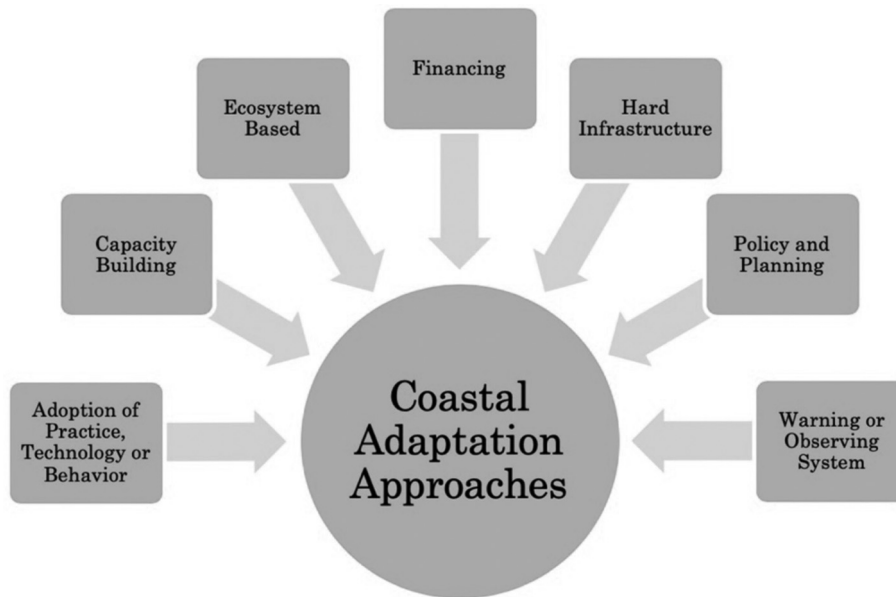 Financing
Ecosystem
Based
Hard
Infrastructure
Capacity
Building
Policy and
Planning
Adoption of
Practice,
Technology or
Behavior
Warning or
Observing
System
Coastal
Adaptation
Approaches